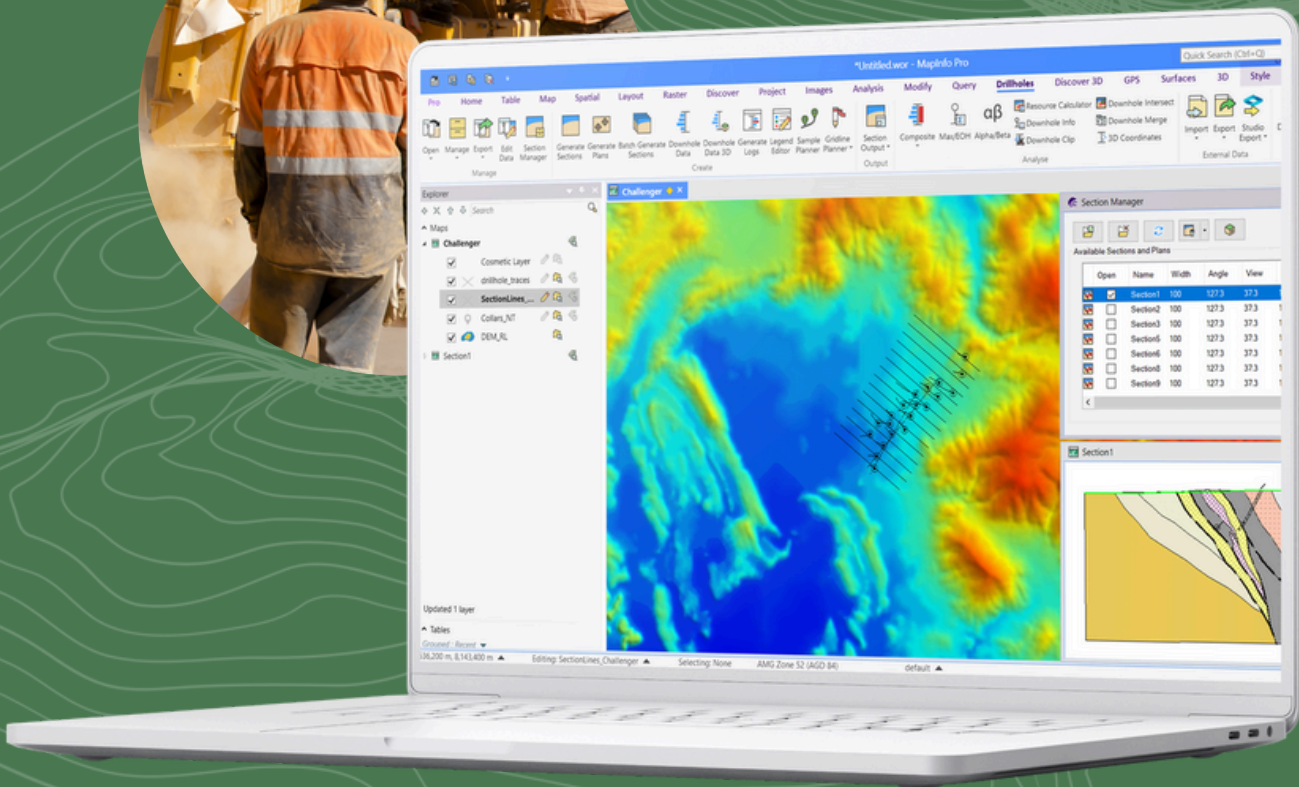 *Untitled.wor - MapInfo Pro
Quick Search (Ctrl+Q)
Pro Home Table Map Spatial Layout Raster Discover Project Images Analysis Modify Query Drillholes Discover 3D GPS Surfaces 3D Style
Open Manage Export Edit Data Section Manager
Generate Sections Generate Plans Batch Generate Sections Downhole Data Downhole Data 3D Generate Logs Legend Editor Sample Planner Gridline Planner
Section Output
Composite Max/EOH Alpha/Beta
αβ
Resource Calculator Downhole Intersect
Downhole Info Downhole Merge
Downhole Clip 3D Coordinates
Import Export Studio Export
Manage Create Output Analyse External Data
Explorer
Search
Maps
Challenger
Cosmetic Layer
drillhole_traces
SectionLines_...
Collars_NT
DEM_RL
Section1
Updated 1 layer
Tables
Grouped : Recent
36,200 m, 8,143,400 m Editing: SectionLines_Challenger Selecting: None AMG Zone 52 (AGD 84) default
Challenger
Section Manager
Available Sections and Plans
Open Name Width Angle View
Section1 100 127.3 37.3
Section2 100 127.3 37.3
Section3 100 127.3 37.3
Section5 100 127.3 37.3
Section6 100 127.3 37.3
Section8 100 127.3 37.3
Section9 100 127.3 37.3
Section1